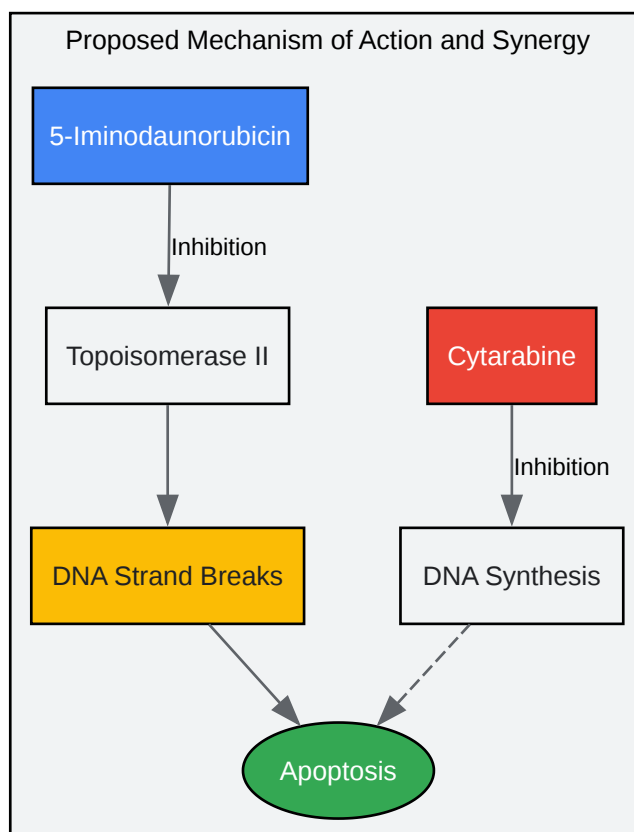 Proposed Mechanism of Action and Synergy
5-Iminodaunorubicin
Inhibition
Topoisomerase II
Cytarabine
Inhibition
DNA Strand Breaks
DNA Synthesis
Apoptosis